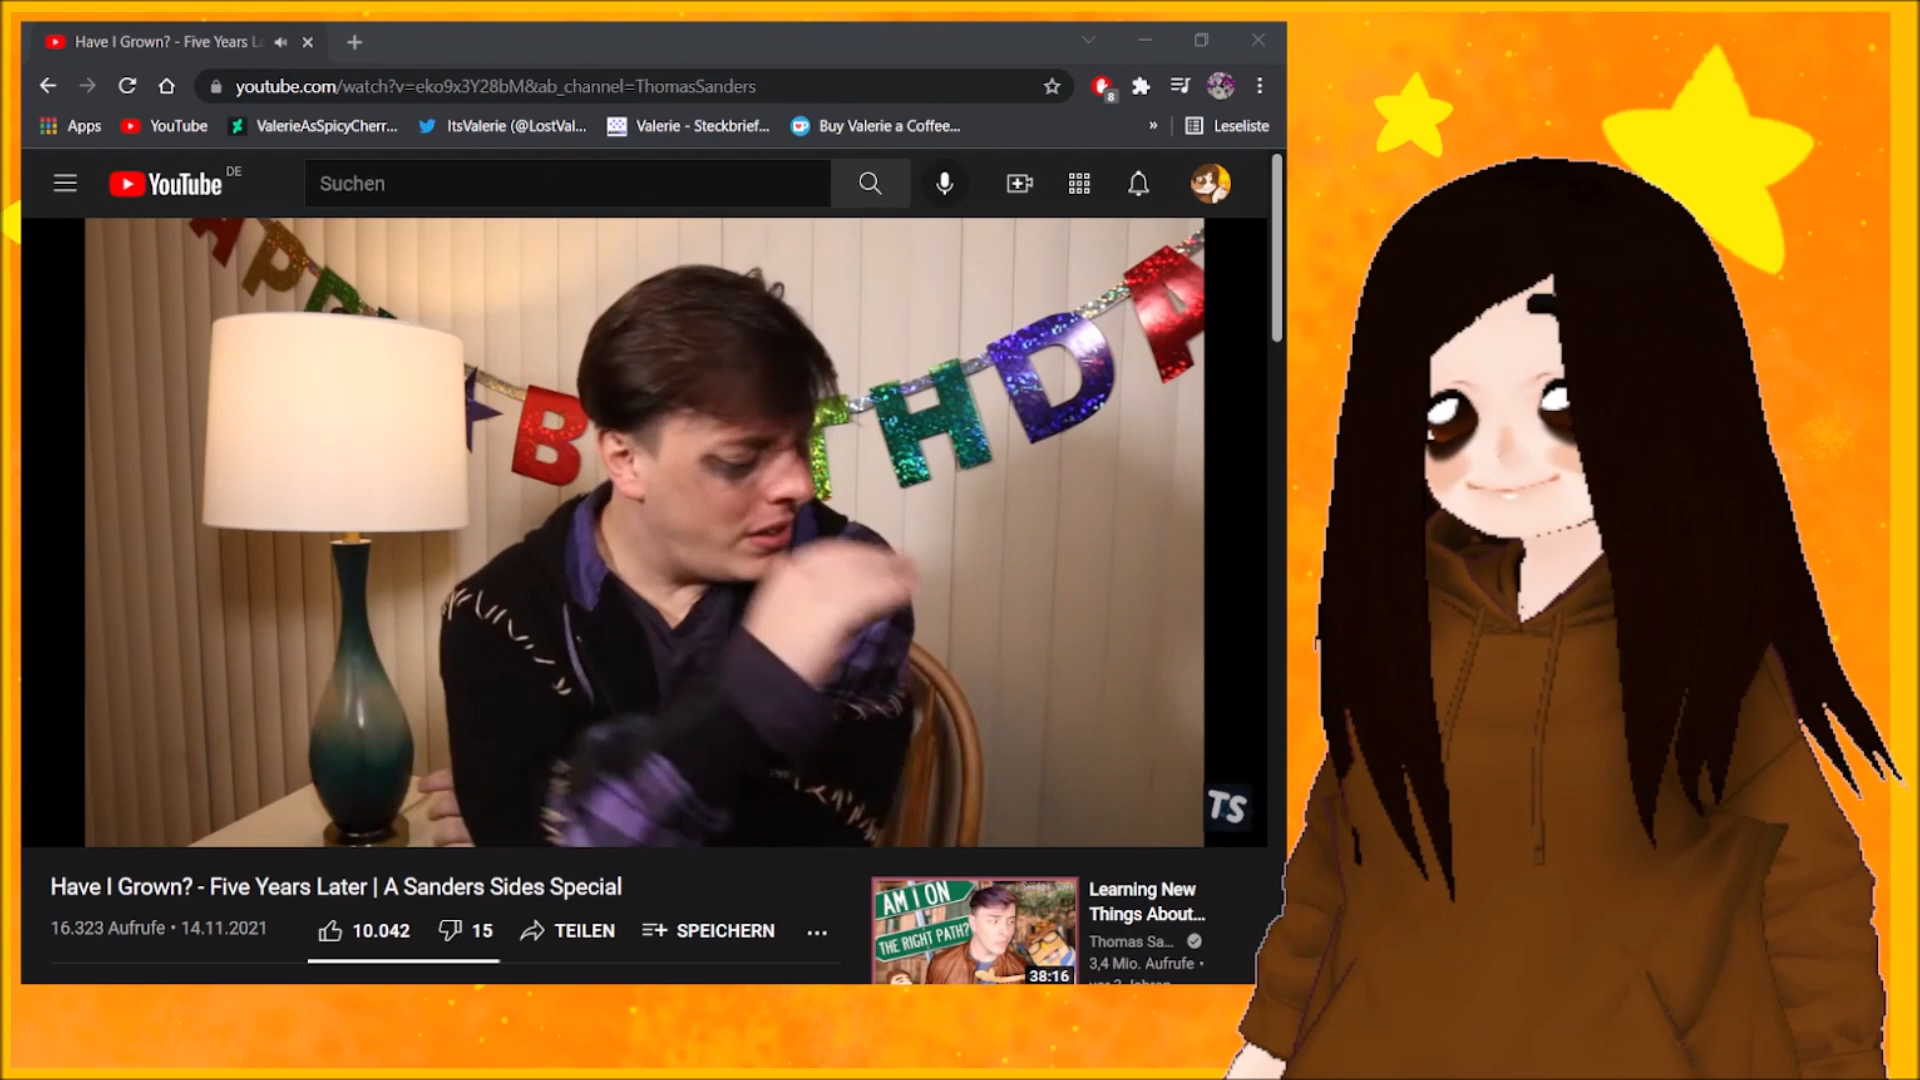 Have I Grown? - Five Years L
youtube.com/watch?v=eko9x3Y28bM&ab_channel=ThomasSanders
8
Apps YouTube ValerieAsSpicyCherr... ItsValerie (@LostVal... Valerie - Steckbrief... Buy Valerie a Coffee... » Leseliste
YouTube DE
Suchen
APP
B THDA
TS
Have I Grown? - Five Years Later | A Sanders Sides Special
16.323 Aufrufe • 14.11.2021 10.042 15 TEILEN SPEICHERN ...
AM I ON
THE RIGHT PATH?
38:16
Learning New
Things About...
Thomas Sa...
3,4 Mio. Aufrufe •